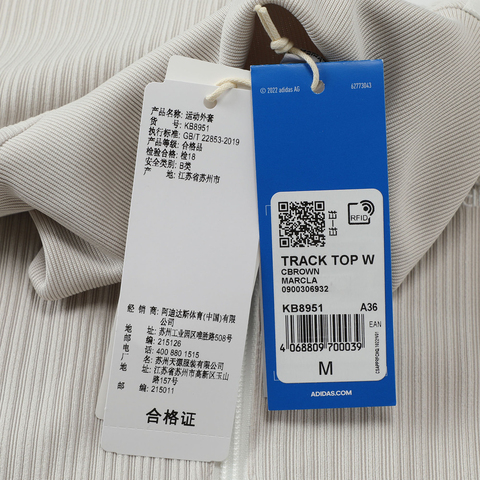 产品名称: 运动外套
货 号: KB8951
执行标准: GB/T 22853-2019
产品等级: 合格品
检验合格: 检18
安全类别: B类
产 地: 江苏省苏州市
经 销 商: 阿迪达斯体育(中国)有限
公司
地 址: 苏州工业园区唯胜路508号
邮 编: 215126
电 话: 400 880 1515
厂 名: 苏州天骧服装有限公司
地 址: 江苏省苏州市高新区玉山
路157号
邮 编: 215011
合格证
© 2022 adidas AG
62773043
E-IE
RFID
TRACK TOP W
CBROWN
MARCLA
0900306932
KB8951 A36
EAN
4 068809 700039
M
ADIDAS.COM